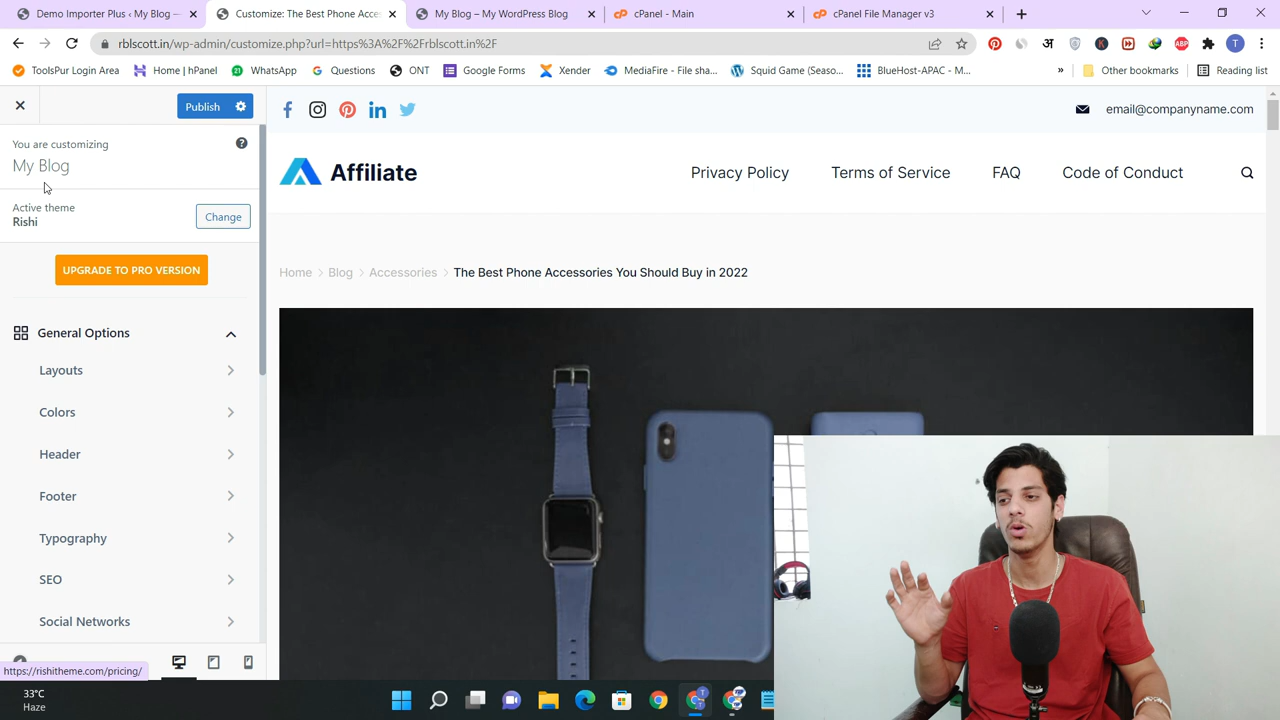 Demo Importer Plus ‹ My Blog —
Customize: The Best Phone Acces
My Blog – My WordPress Blog
cPanel - Main
cPanel File Manager v3
rblscott.in/wp-admin/customize.php?url=https%3A%2F%2Frblscott.in%2F
ToolsPur Login Area
Home | hPanel
WhatsApp
Questions
ONT
Google Forms
Xender
MediaFire - File sha...
Squid Game (Seaso...
BlueHost-APAC - M...
Other bookmarks
Reading list
Publish
email@companyname.com
You are customizing
My Blog
Affiliate
Privacy Policy
Terms of Service
FAQ
Code of Conduct
Active theme
Rishi
Change
UPGRADE TO PRO VERSION
Home > Blog > Accessories > The Best Phone Accessories You Should Buy in 2022
General Options
Layouts
Colors
Header
Footer
Typography
SEO
Social Networks
https://rishitheme.com/pricing/
33°C
Haze